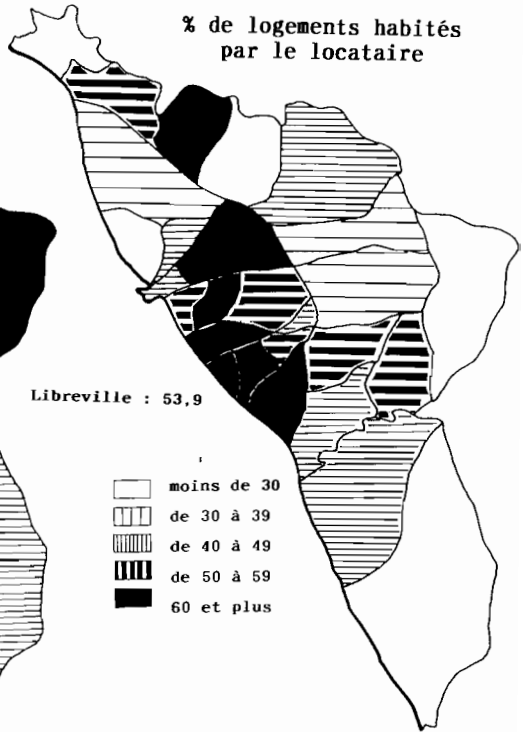 % de logements habités
par le locataire
Libreville : 53,9
moins de 30
de 30 à 39
de 40 à 49
de 50 à 59
60 et plus